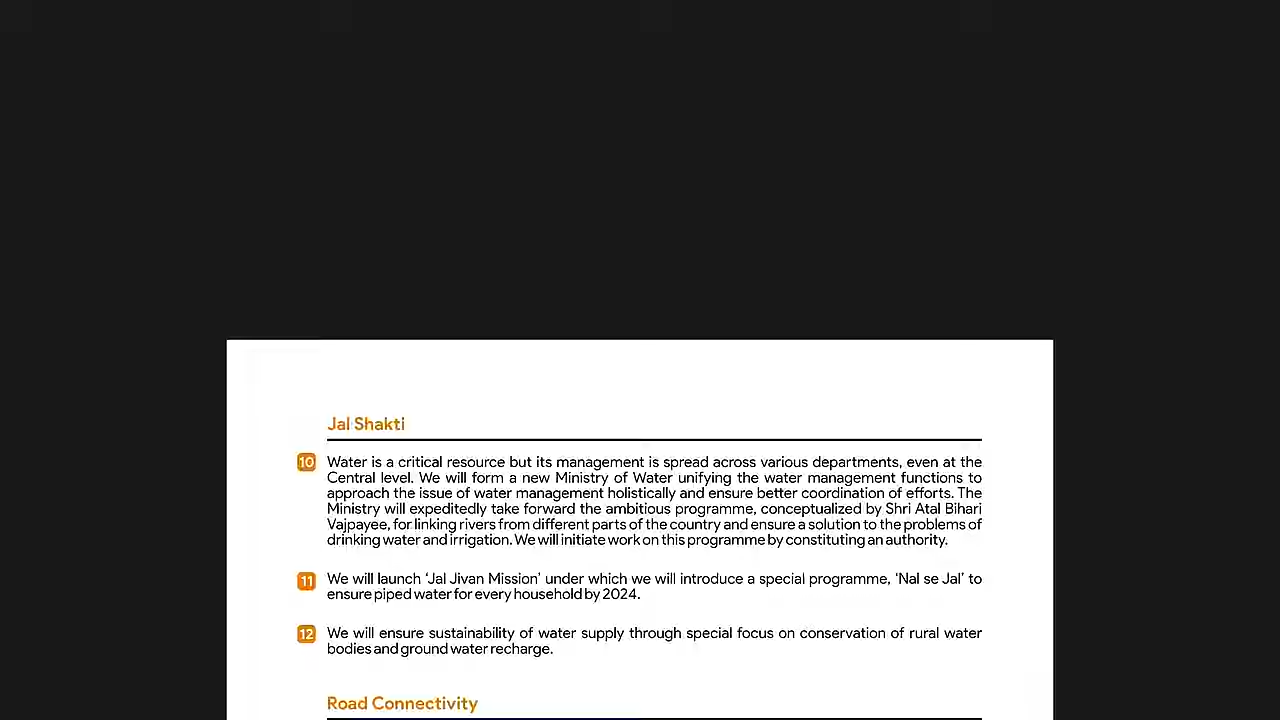 Jal Shakti
10 Water is a critical resource but its management is spread across various departments, even at the
Central level. We will form a new Ministry of Water unifying the water management functions to
approach the issue of water management holistically and ensure better coordination of efforts. The
Ministry will expeditedly take forward the ambitious programme, conceptualized by Shri Atal Bihari
Vajpayee, for linking rivers from different parts of the country and ensure a solution to the problems of
drinking water and irrigation. We will initiate work on this programme by constituting an authority.
11 We will launch ‘Jal Jivan Mission’ under which we will introduce a special programme, ‘Nal se Jal’ to
ensure piped water for every household by 2024.
12 We will ensure sustainability of water supply through special focus on conservation of rural water
bodies and ground water recharge.
Road Connectivity